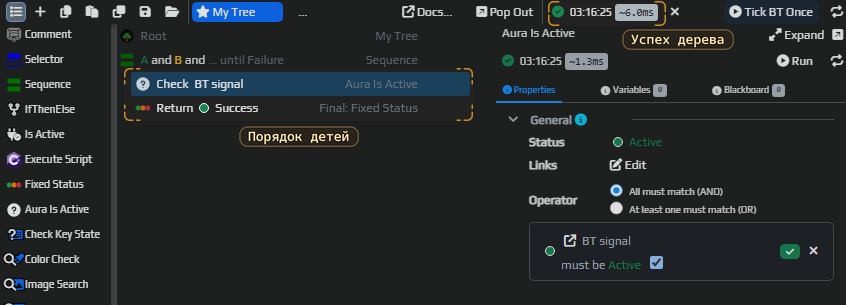 My Tree
...
Docs...
Pop Out
03:16:25 ~6.0ms
Tick BT Once
Comment
Selector
Sequence
IfThenElse
Is Active
Execute Script
Fixed Status
Aura Is Active
Check Key State
Color Check
Image Search
Root My Tree
A and B and ... until Failure Sequence
Check BT signal Aura Is Active
Return Success Final: Fixed Status
Порядок детей
Aura Is Active
Успех дерева
Expand
03:16:25 ~1.3ms
Run
Properties
Variables 0
Blackboard 0
General
Status Active
Links Edit
Operator
All must match (AND)
At least one must match (OR)
BT signal
must be Active